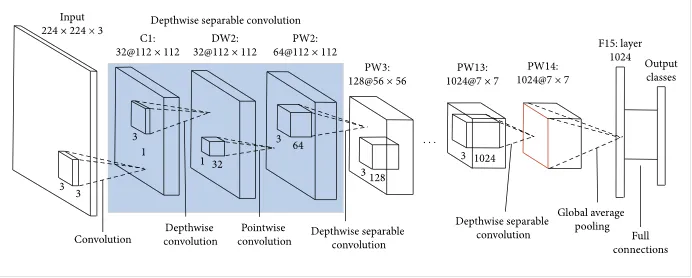 Input
224 × 224 × 3
Depthwise separable convolution
C1:
32@112 × 112
DW2:
32@112 × 112
PW2:
64@112 × 112
PW3:
128@56 × 56
PW13:
1024@7 × 7
PW14:
1024@7 × 7
F15: layer
1024
Output
classes
3
3
3
1
1
32
3
64
3
128
. . .
3
1024
Convolution
Depthwise
convolution
Pointwise
convolution
Depthwise separable
convolution
Depthwise separable
convolution
Global average
pooling
Full
connections